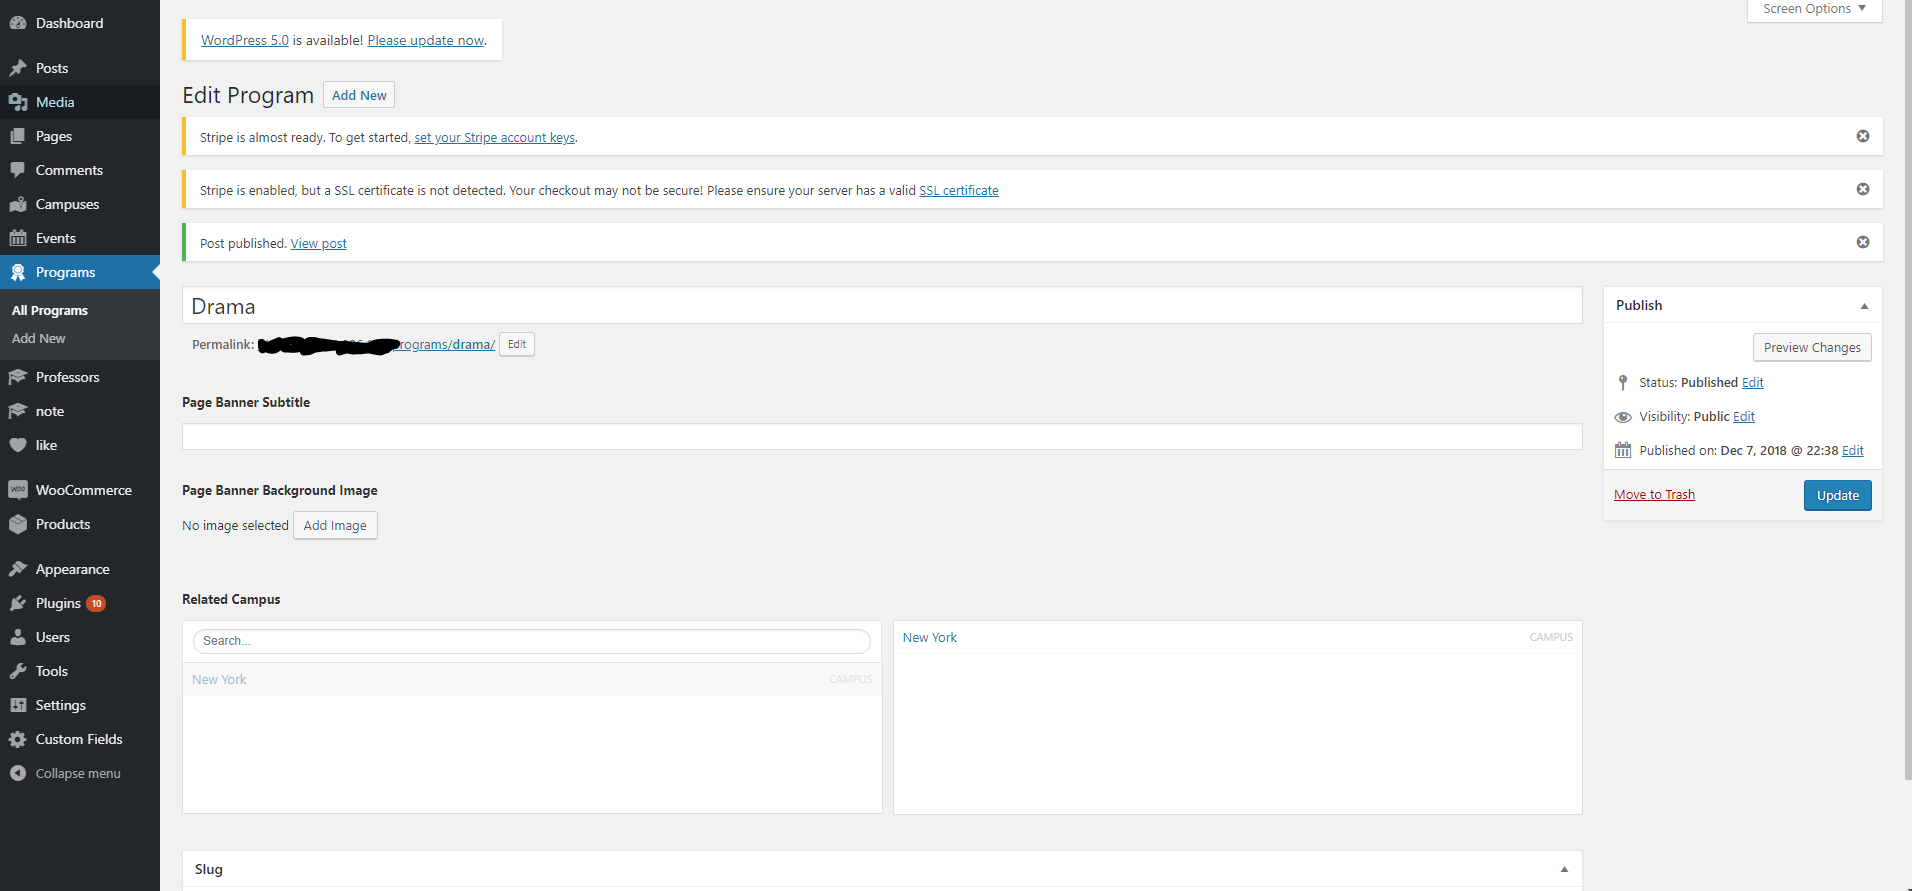 Dashboard
Posts
Media
Pages
Comments
Campuses
Events
Programs
All Programs
Add New
Professors
note
like
WooCommerce
Products
Appearance
Plugins 10
Users
Tools
Settings
Custom Fields
Collapse menu
Screen Options
WordPress 5.0 is available! Please update now.
Edit Program Add New
Stripe is almost ready. To get started, set your Stripe account keys.
Stripe is enabled, but a SSL certificate is not detected. Your checkout may not be secure! Please ensure your server has a valid SSL certificate
Post published. View post
Drama
Permalink: rograms/drama/ Edit
Page Banner Subtitle
Page Banner Background Image
No image selected Add Image
Related Campus
Search...
New York CAMPUS
New York CAMPUS
Slug
Publish
Preview Changes
Status: Published Edit
Visibility: Public Edit
Published on: Dec 7, 2018 @ 22:38 Edit
Move to Trash Update